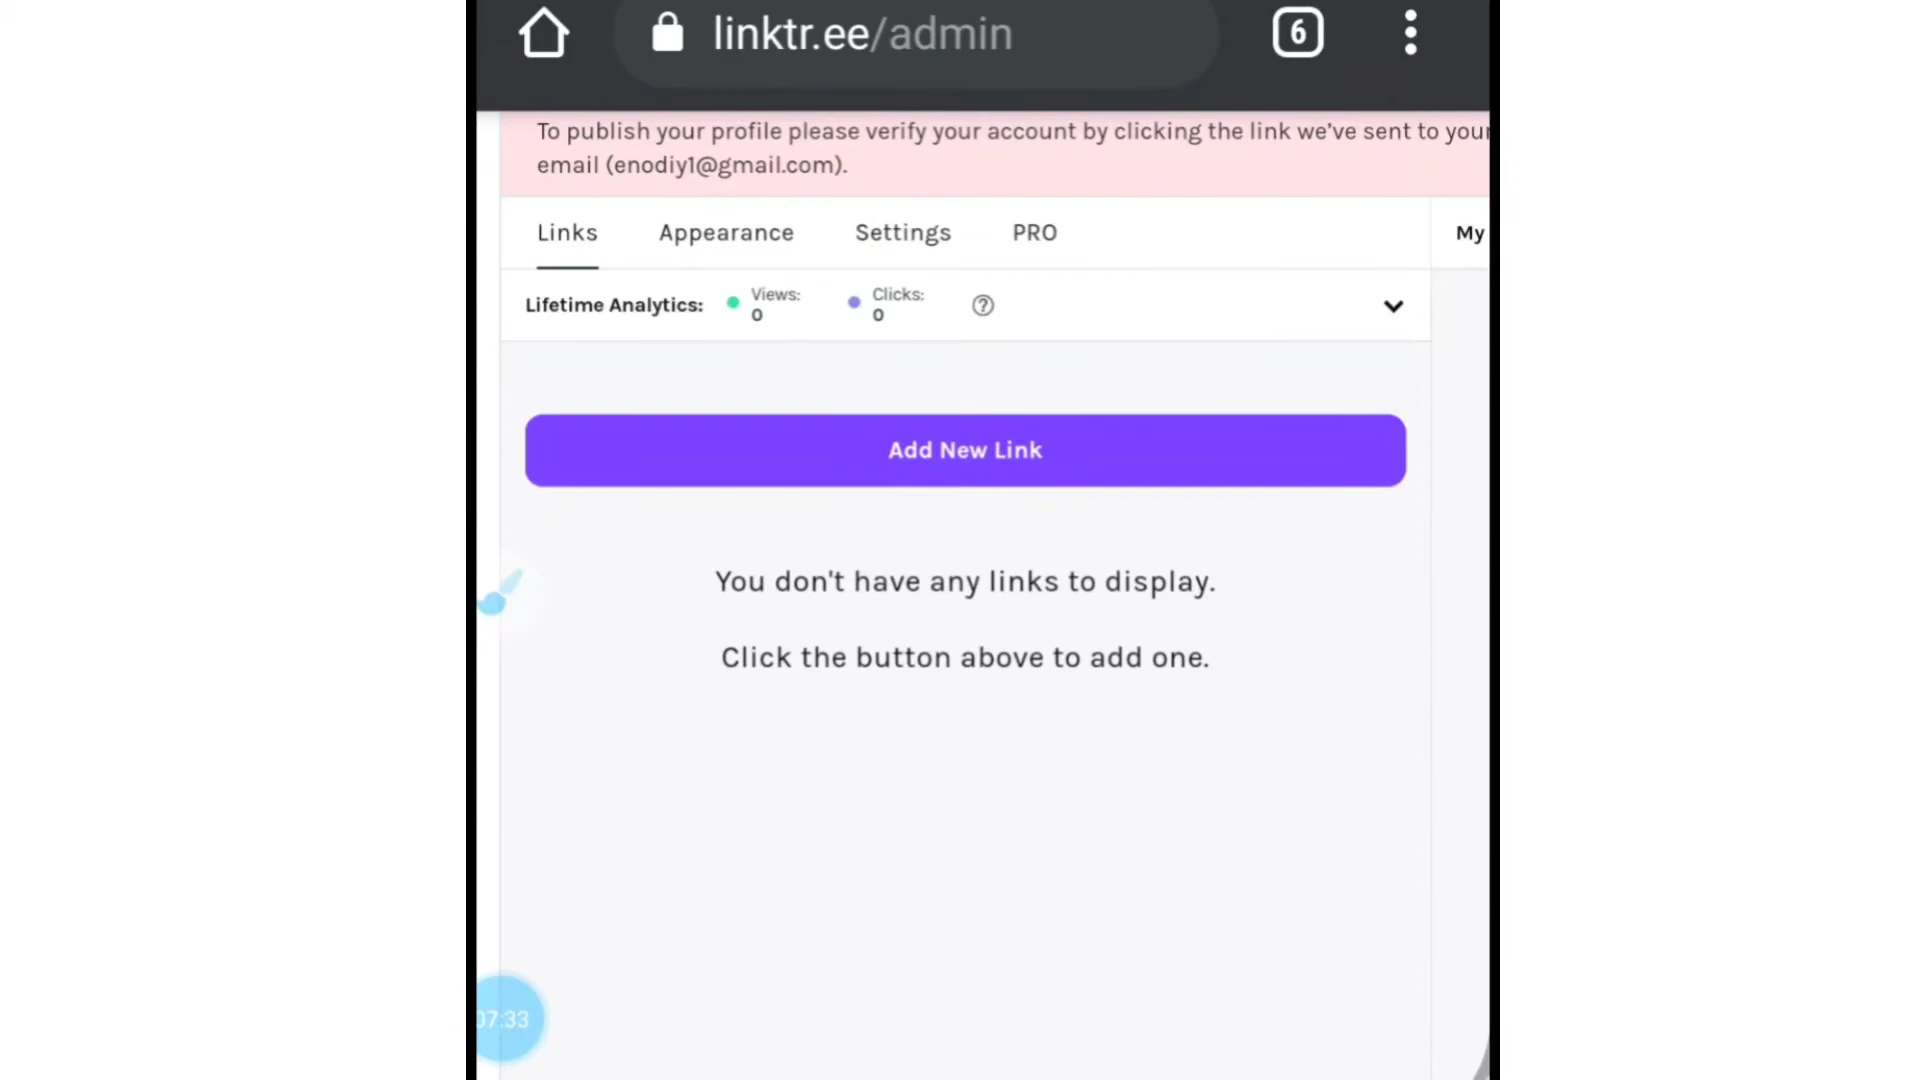 linktr.ee/admin
6
To publish your profile please verify your account by clicking the link we’ve sent to your
email (enodiy1@gmail.com).
Links Appearance Settings PRO My
Lifetime Analytics: Views: 0 Clicks: 0 ?
Add New Link
You don't have any links to display.
Click the button above to add one.
07:33